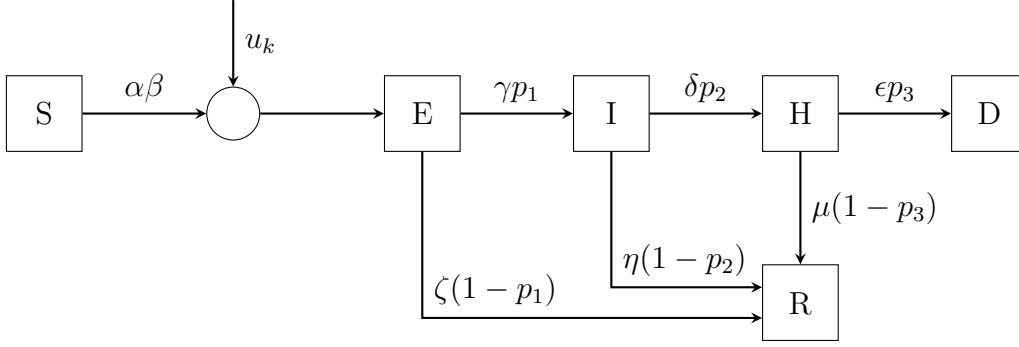 u_k
αβ
γp_1
δp_2
ϵp_3
S
E
I
H
D
μ(1 − p_3)
η(1 − p_2)
ζ(1 − p_1)
R